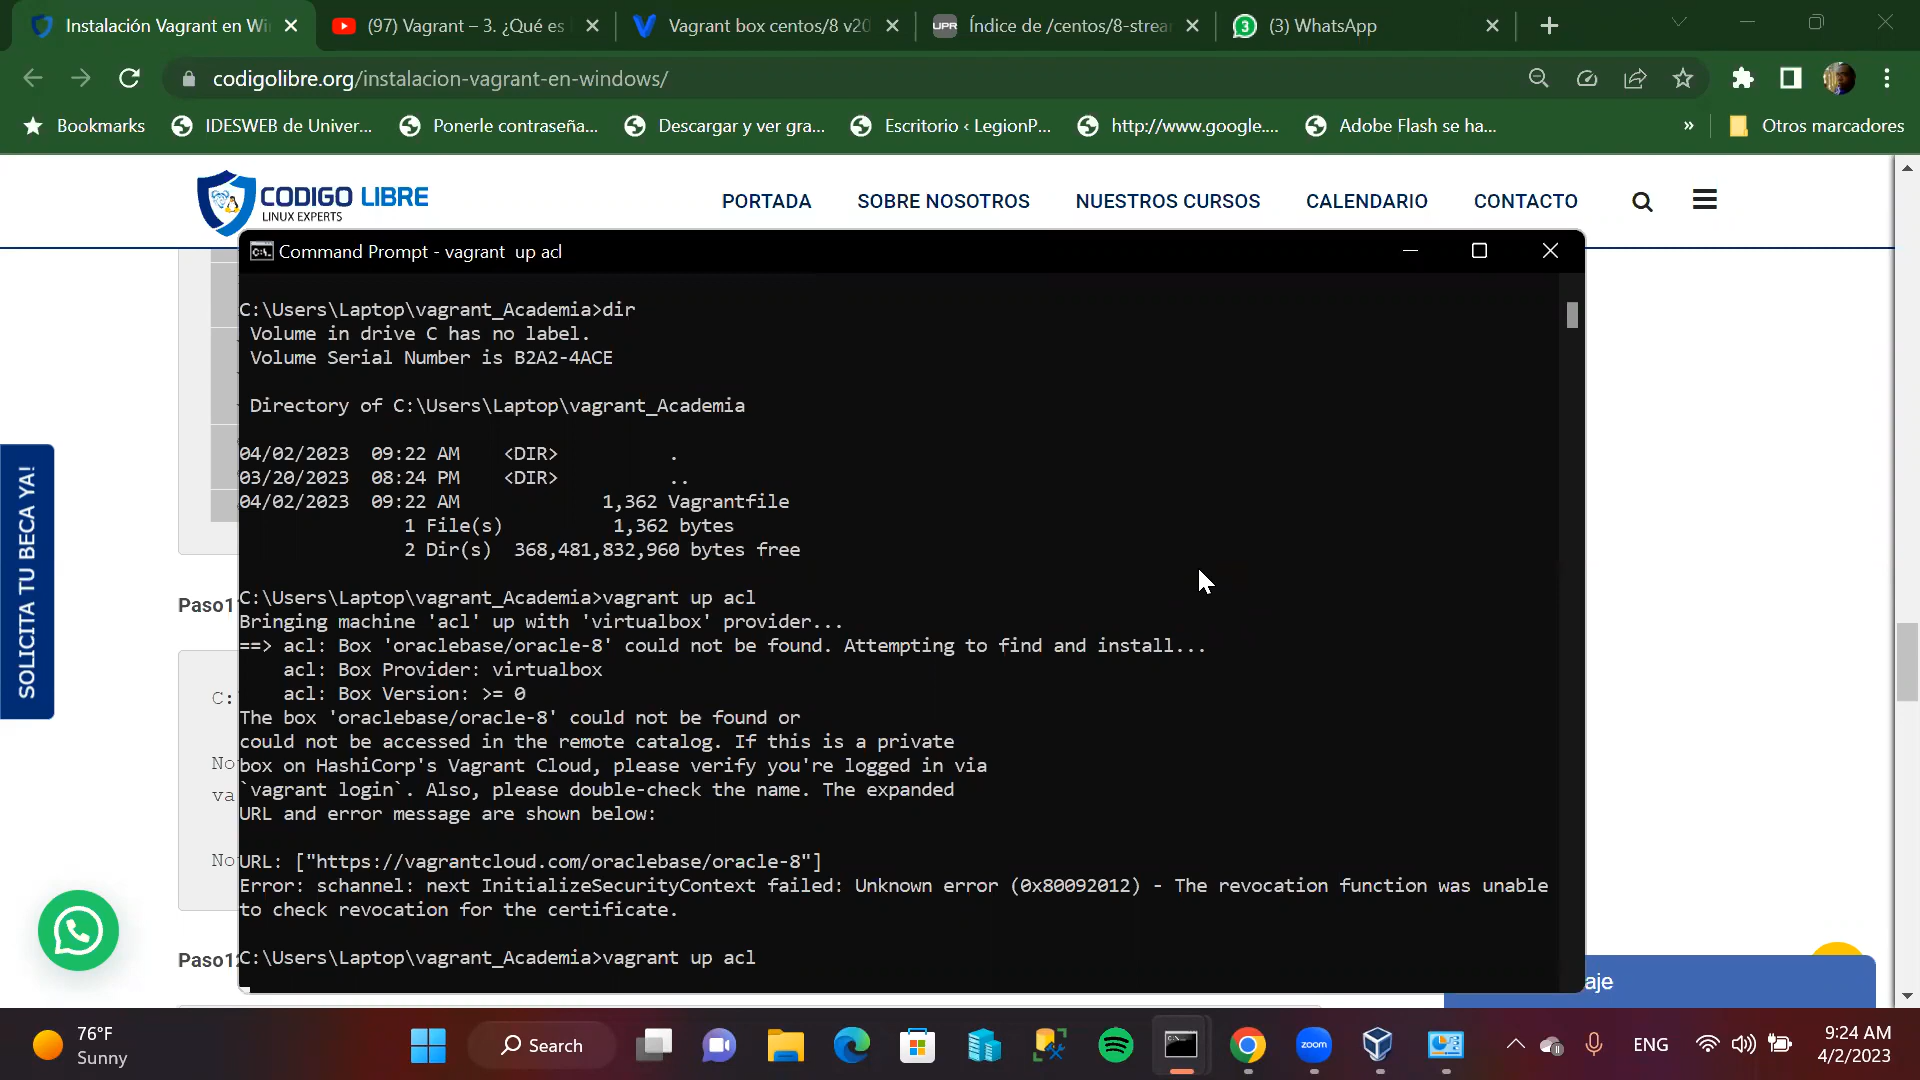 Instalación Vagrant en Wi
(97) Vagrant – 3. ¿Qué es
Vagrant box centos/8 v20
UPR
Índice de /centos/8-strea
3
(3) WhatsApp
codigolibre.org/instalacion-vagrant-en-windows/
Bookmarks
IDESWEB de Univer...
Ponerle contraseña...
Descargar y ver gra...
Escritorio ‹ LegionP...
http://www.google....
Adobe Flash se ha...
»
Otros marcadores
CODIGO LIBRE
LINUX EXPERTS
PORTADA
SOBRE NOSOTROS
NUESTROS CURSOS
CALENDARIO
CONTACTO
SOLICITA TU BECA YA!
Command Prompt - vagrant  up acl
C:\Users\Laptop\vagrant_Academia>dir
Volume in drive C has no label.
Volume Serial Number is B2A2-4ACE
Directory of C:\Users\Laptop\vagrant_Academia
04/02/2023  09:22 AM    <DIR>          .
03/20/2023  08:24 PM    <DIR>          ..
04/02/2023  09:22 AM             1,362 Vagrantfile
1 File(s)          1,362 bytes
2 Dir(s)  368,481,832,960 bytes free
C:\Users\Laptop\vagrant_Academia>vagrant up acl
Bringing machine 'acl' up with 'virtualbox' provider...
==> acl: Box 'oraclebase/oracle-8' could not be found. Attempting to find and install...
acl: Box Provider: virtualbox
acl: Box Version: >= 0
The box 'oraclebase/oracle-8' could not be found or
could not be accessed in the remote catalog. If this is a private
box on HashiCorp's Vagrant Cloud, please verify you're logged in via
`vagrant login`. Also, please double-check the name. The expanded
URL and error message are shown below:
URL: ["https://vagrantcloud.com/oraclebase/oracle-8"]
Error: schannel: next InitializeSecurityContext failed: Unknown error (0x80092012) - The revocation function was unable
to check revocation for the certificate.
C:\Users\Laptop\vagrant_Academia>vagrant up acl
Paso1
C:
No
va
No
Paso1
aje
76°F
Sunny
Search
zoom
ENG
9:24 AM
4/2/2023